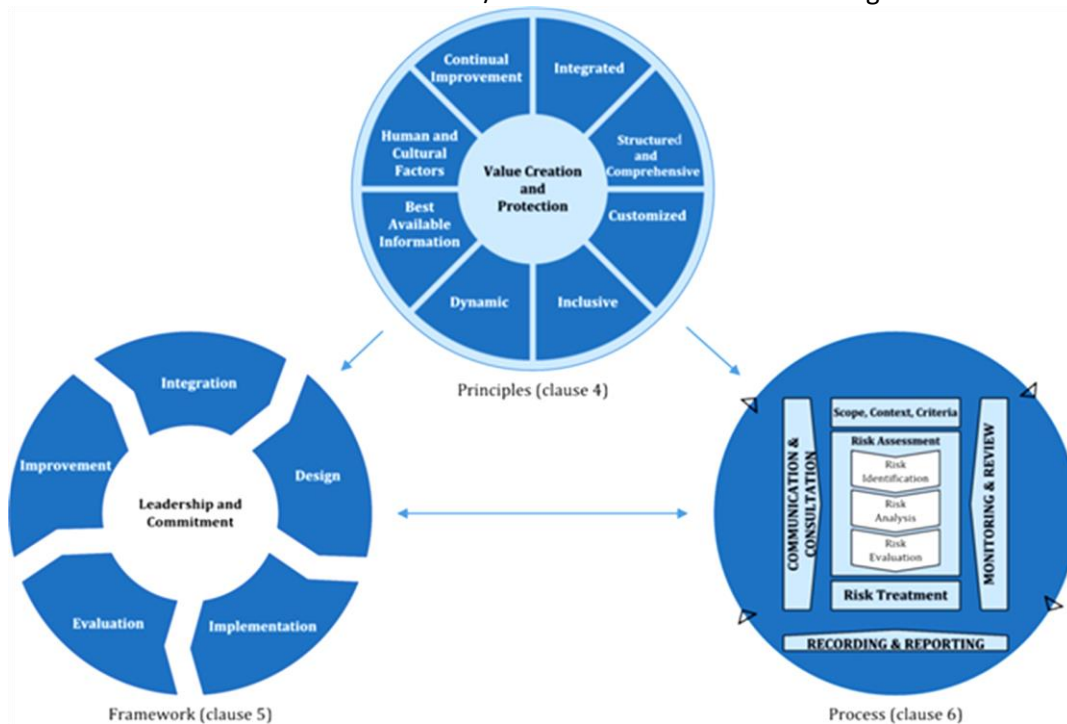 Continual
Improvement
Integrated
Human and
Cultural
Factors
Structured
and
Comprehensive
Value Creation
and
Protection
Best
Available
Information
Customized
Dynamic
Inclusive
Principles (clause 4)
Integration
Improvement
Design
Leadership and
Commitment
Evaluation
Implementation
Framework (clause 5)
Scope, Context, Criteria
Risk Assessment
Risk
Identification
Risk
Analysis
Risk
Evaluation
Risk Treatment
COMMUNICATION &
CONSULTATION
MONITORING & REVIEW
RECORDING & REPORTING
Process (clause 6)